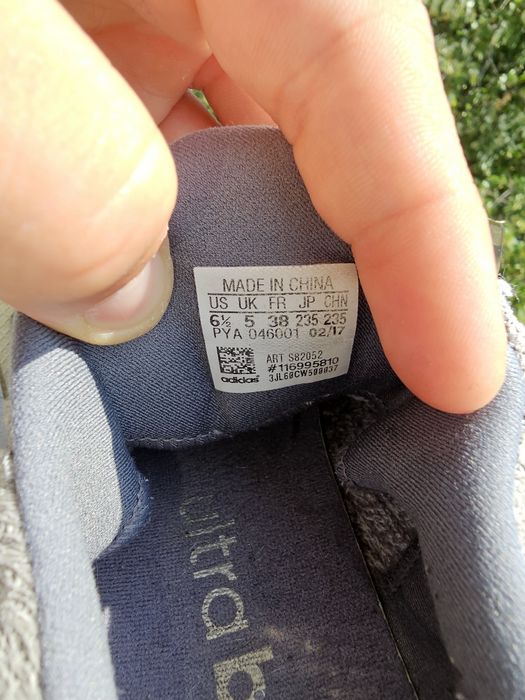 MADE IN CHINA
US UK FR JP CHN
6½ 5 38 235 235
PYA 046001 02/17
ART S82052
#116995810
adidas
ultra b